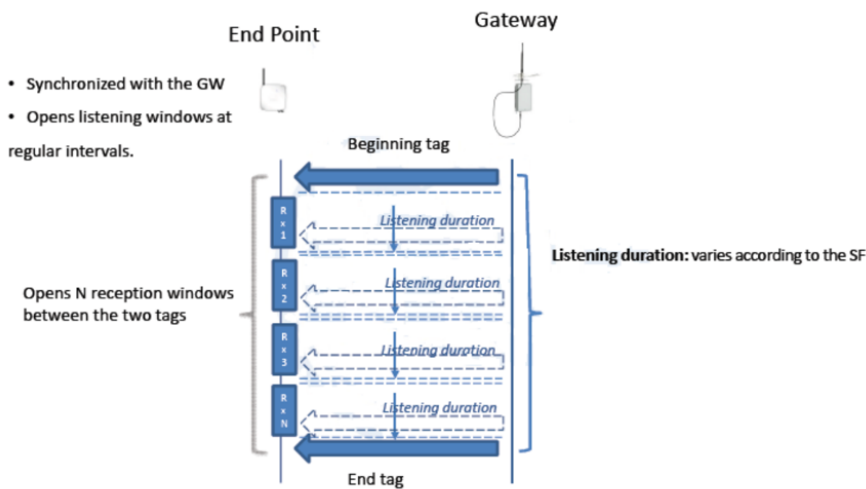 End Point
Gateway
• Synchronized with the GW
• Opens listening windows at
regular intervals.
Beginning tag
R
x
1
Listening duration
Listening duration: varies according to the SF
R
x
2
Listening duration
Opens N reception windows
between the two tags
R
x
3
Listening duration
R
x
N
Listening duration
End tag